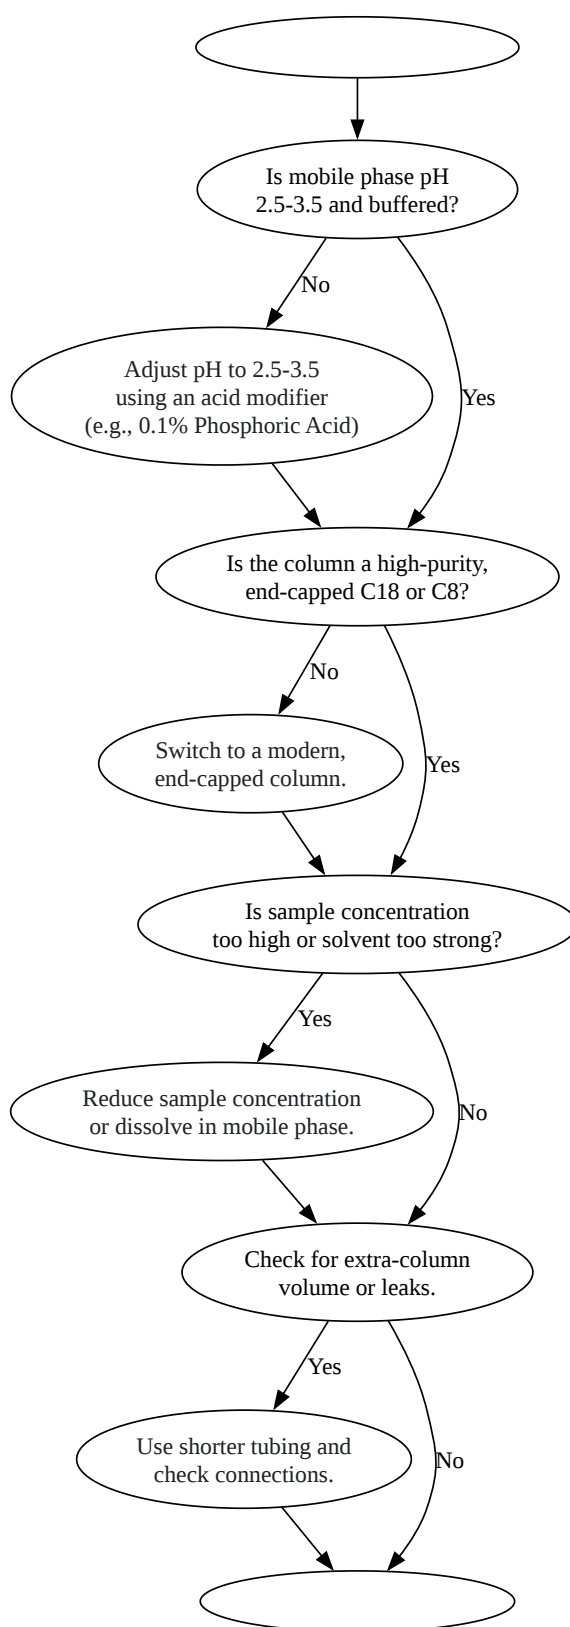 Is mobile phase pH
2.5-3.5 and buffered?
No
Adjust pH to 2.5-3.5
using an acid modifier
(e.g., 0.1% Phosphoric Acid)
Yes
Is the column a high-purity,
end-capped C18 or C8?
No
Switch to a modern,
end-capped column.
Yes
Is sample concentration
too high or solvent too strong?
Yes
Reduce sample concentration
or dissolve in mobile phase.
No
Check for extra-column
volume or leaks.
Yes
Use shorter tubing and
check connections.
No